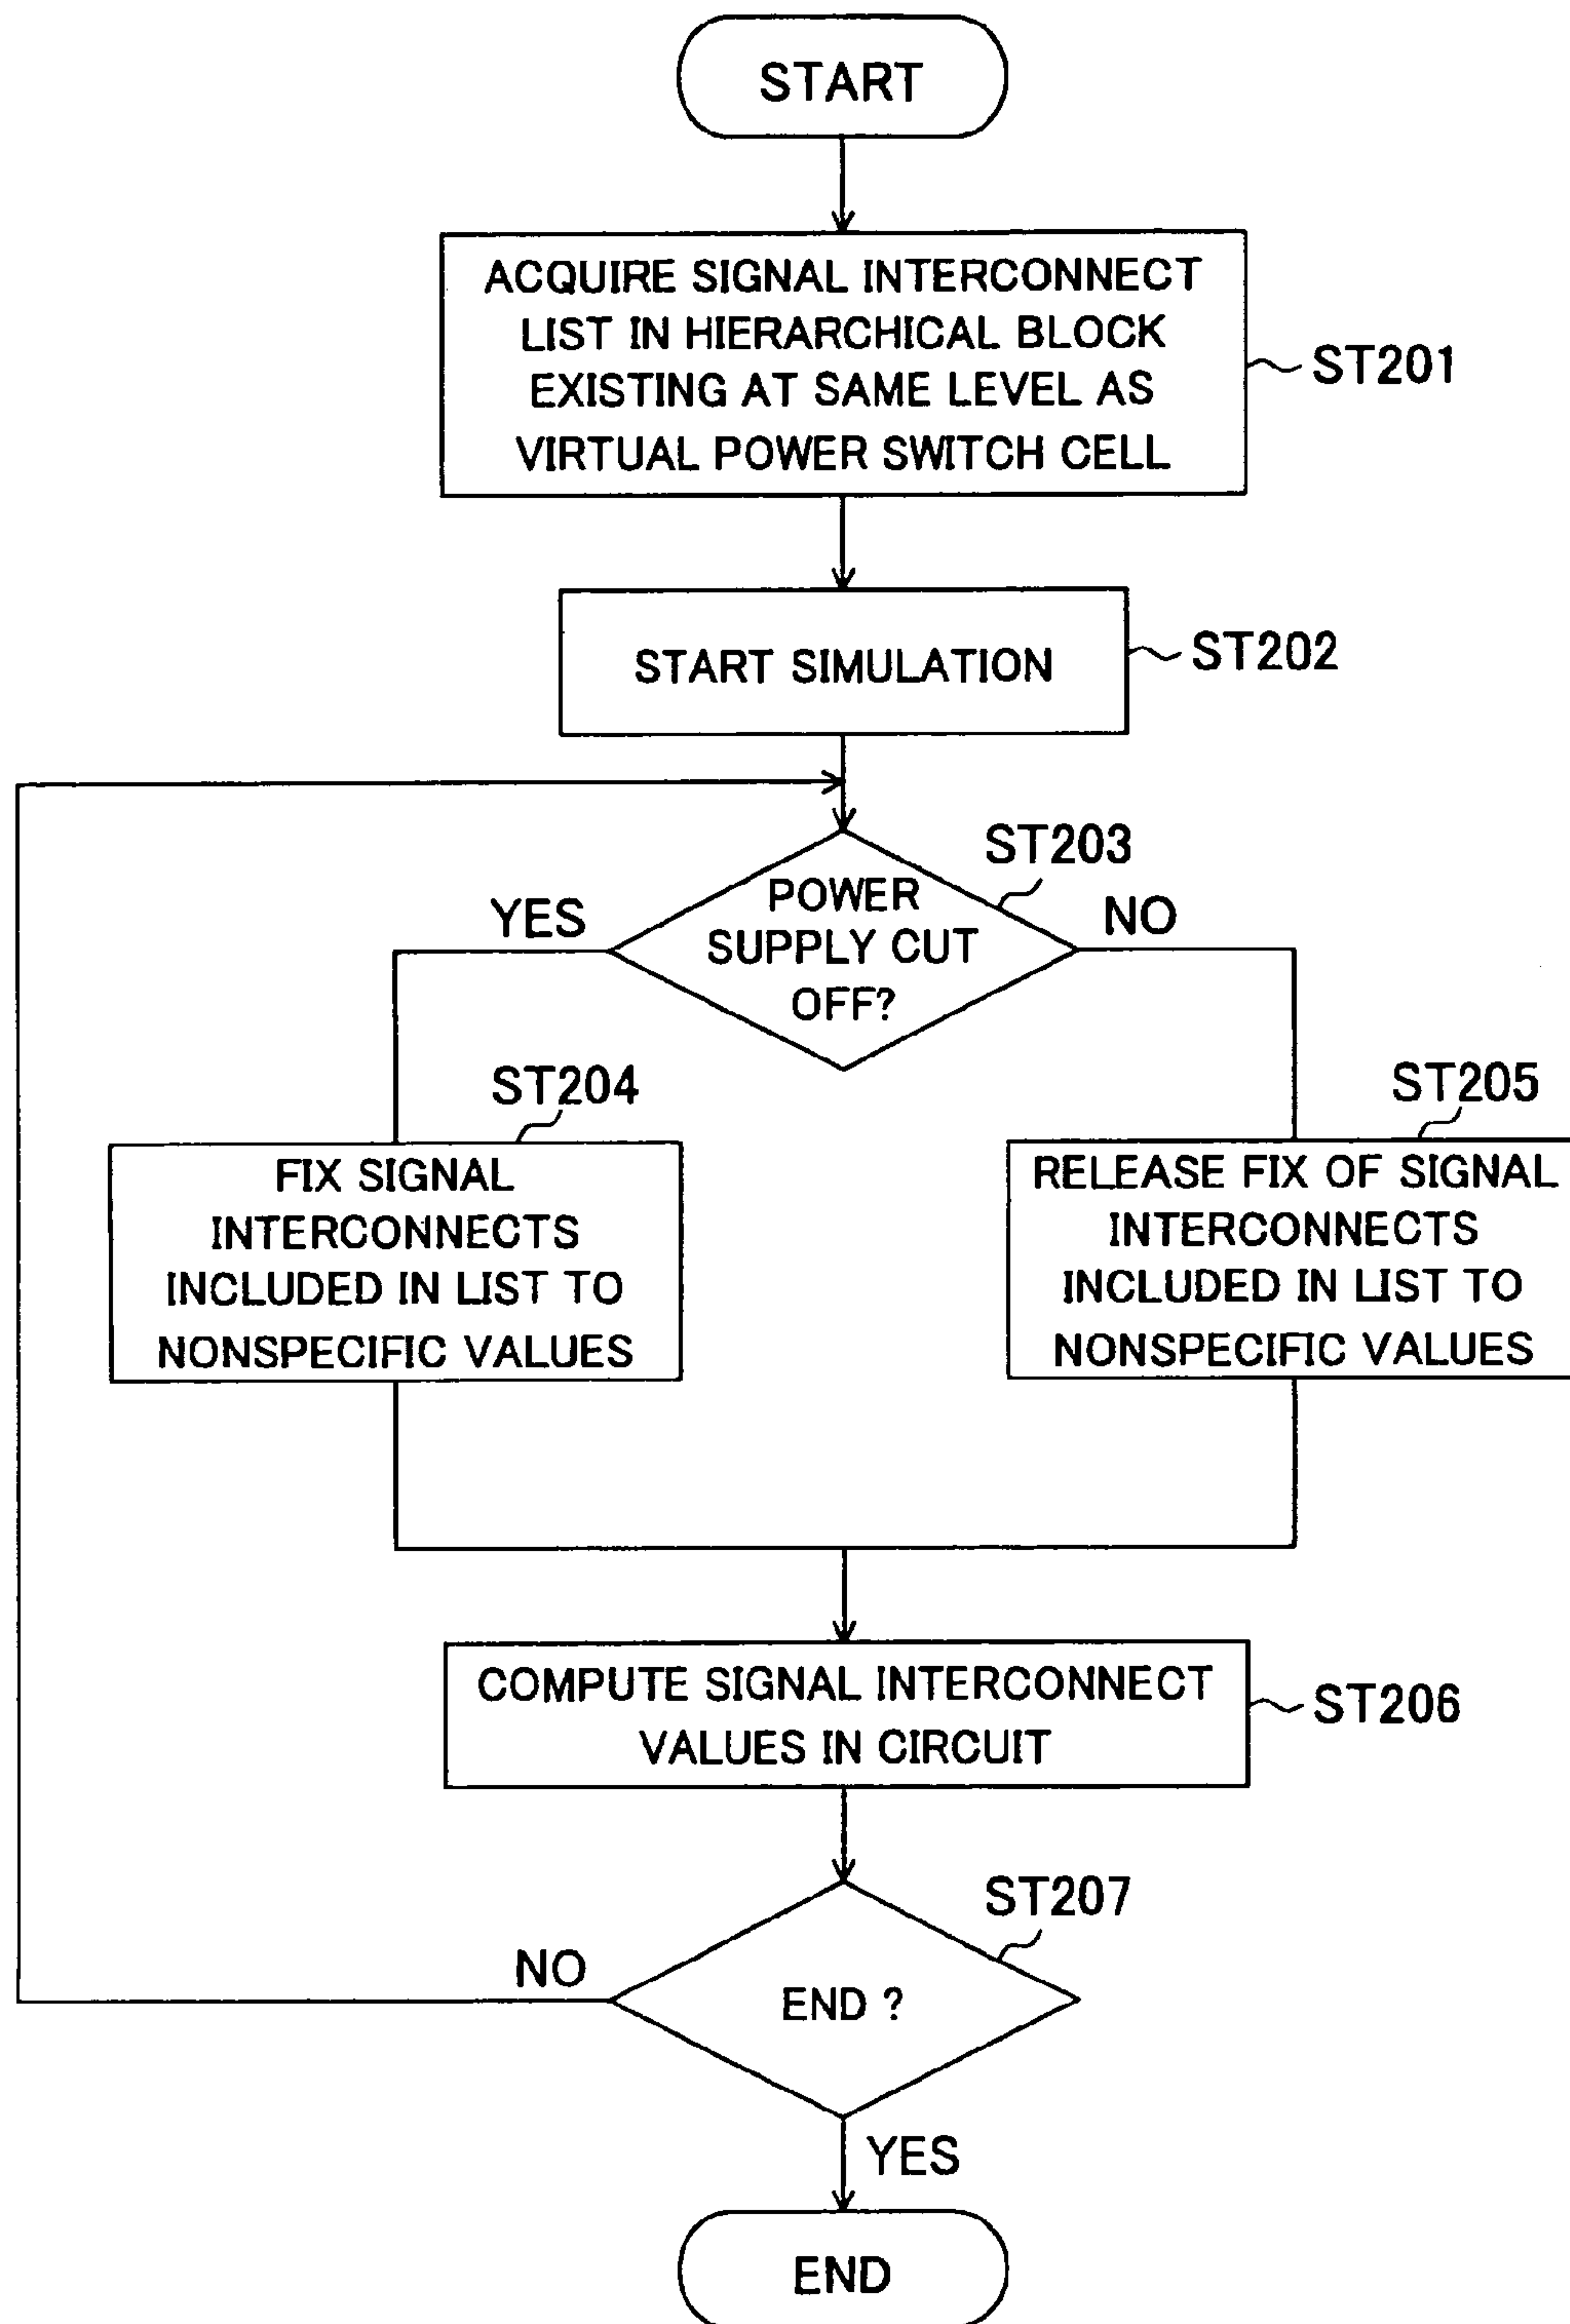 START
ACQUIRE SIGNAL INTERCONNECT
LIST IN HIERARCHICAL BLOCK
EXISTING AT SAME LEVEL AS
VIRTUAL POWER SWITCH CELL
ST201
START SIMULATION
ST202
ST203
POWER
SUPPLY CUT
OFF?
YES
NO
ST204
FIX SIGNAL
INTERCONNECTS
INCLUDED IN LIST TO
NONSPECIFIC VALUES
ST205
RELEASE FIX OF SIGNAL
INTERCONNECTS
INCLUDED IN LIST TO
NONSPECIFIC VALUES
COMPUTE SIGNAL INTERCONNECT
VALUES IN CIRCUIT
ST206
ST207
NO
END ?
YES
END